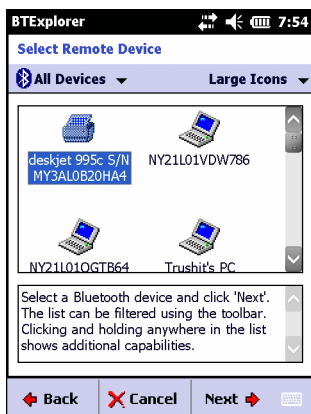 BTExplorer 7:54
Select Remote Device
All Devices Large Icons
deskjet 995c S/N
MY3AL0B20HA4
NY21L01VDW786
NY21L01OGTB64
Trushit's PC
Select a Bluetooth device and click 'Next'.
The list can be filtered using the toolbar.
Clicking and holding anywhere in the list
shows additional capabilities.
Back Cancel Next